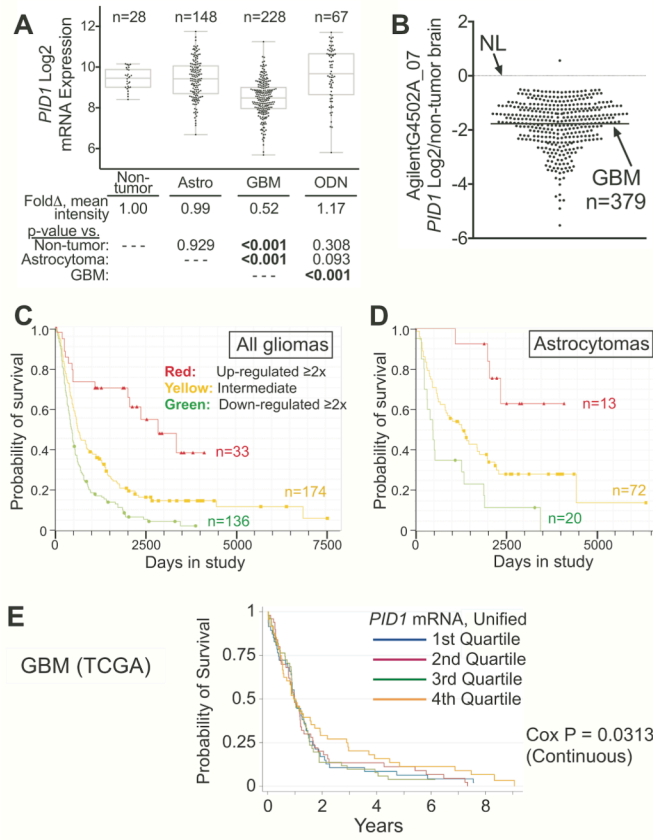 A
n=28 n=148 n=228 n=67
PID1 Log2
mRNA Expression
12
10
8
6
Non-
tumor Astro GBM ODN
FoldΔ, mean
intensity 1.00 0.99 0.52 1.17
p-value vs.
Non-tumor: - - - 0.929 <0.001 0.308
Astrocytoma: - - - <0.001 0.093
GBM: - - - <0.001
B
AgilentG4502A_07
PID1 Log2/non-tumor brain
2
0
-2
-4
-6
NL
GBM
n=379
C
All gliomas
Red: Up-regulated ≥2x
Yellow: Intermediate
Green: Down-regulated ≥2x
Probability of survival
1.0
0.8
0.6
0.4
0.2
0
n=33
n=174
n=136
0 2500 5000 7500
Days in study
D
Astrocytomas
Probability of survival
1.0
0.8
0.6
0.4
0.2
0
n=13
n=72
n=20
0 2500 5000
Days in study
E
GBM (TCGA)
Probability of Survival
1
0.75
0.5
0.25
0
PID1 mRNA, Unified
1st Quartile
2nd Quartile
3rd Quartile
4th Quartile
Cox P = 0.0313
(Continuous)
0 2 4 6 8
Years